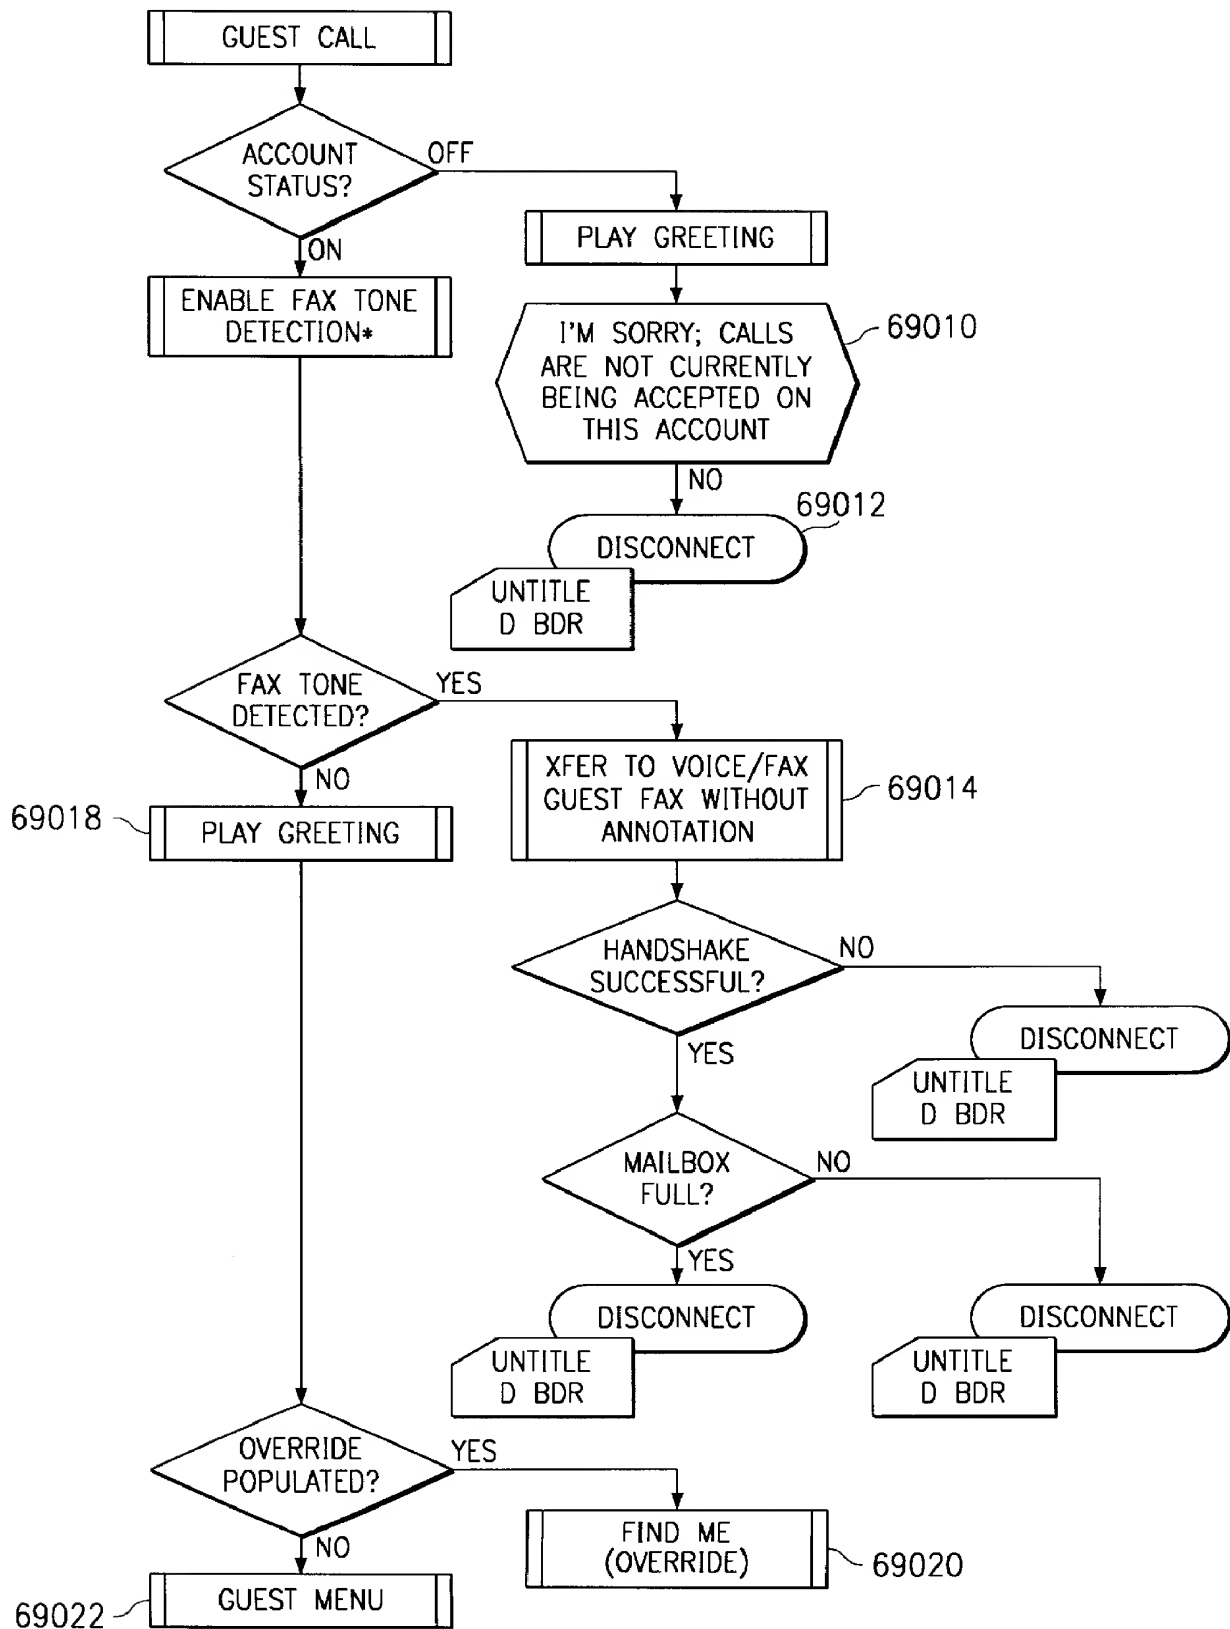 GUEST CALL
ACCOUNT
STATUS?
OFF
ON
PLAY GREETING
ENABLE FAX TONE
DETECTION*
I'M SORRY; CALLS
ARE NOT CURRENTLY
BEING ACCEPTED ON
THIS ACCOUNT
69010
NO
69012
DISCONNECT
UNTITLE
D BDR
FAX TONE
DETECTED?
YES
NO
XFER TO VOICE/FAX
GUEST FAX WITHOUT
ANNOTATION
69014
69018
PLAY GREETING
HANDSHAKE
SUCCESSFUL?
NO
YES
DISCONNECT
UNTITLE
D BDR
MAILBOX
FULL?
NO
YES
DISCONNECT
UNTITLE
D BDR
DISCONNECT
UNTITLE
D BDR
OVERRIDE
POPULATED?
YES
NO
FIND ME
(OVERRIDE)
69020
GUEST MENU
69022